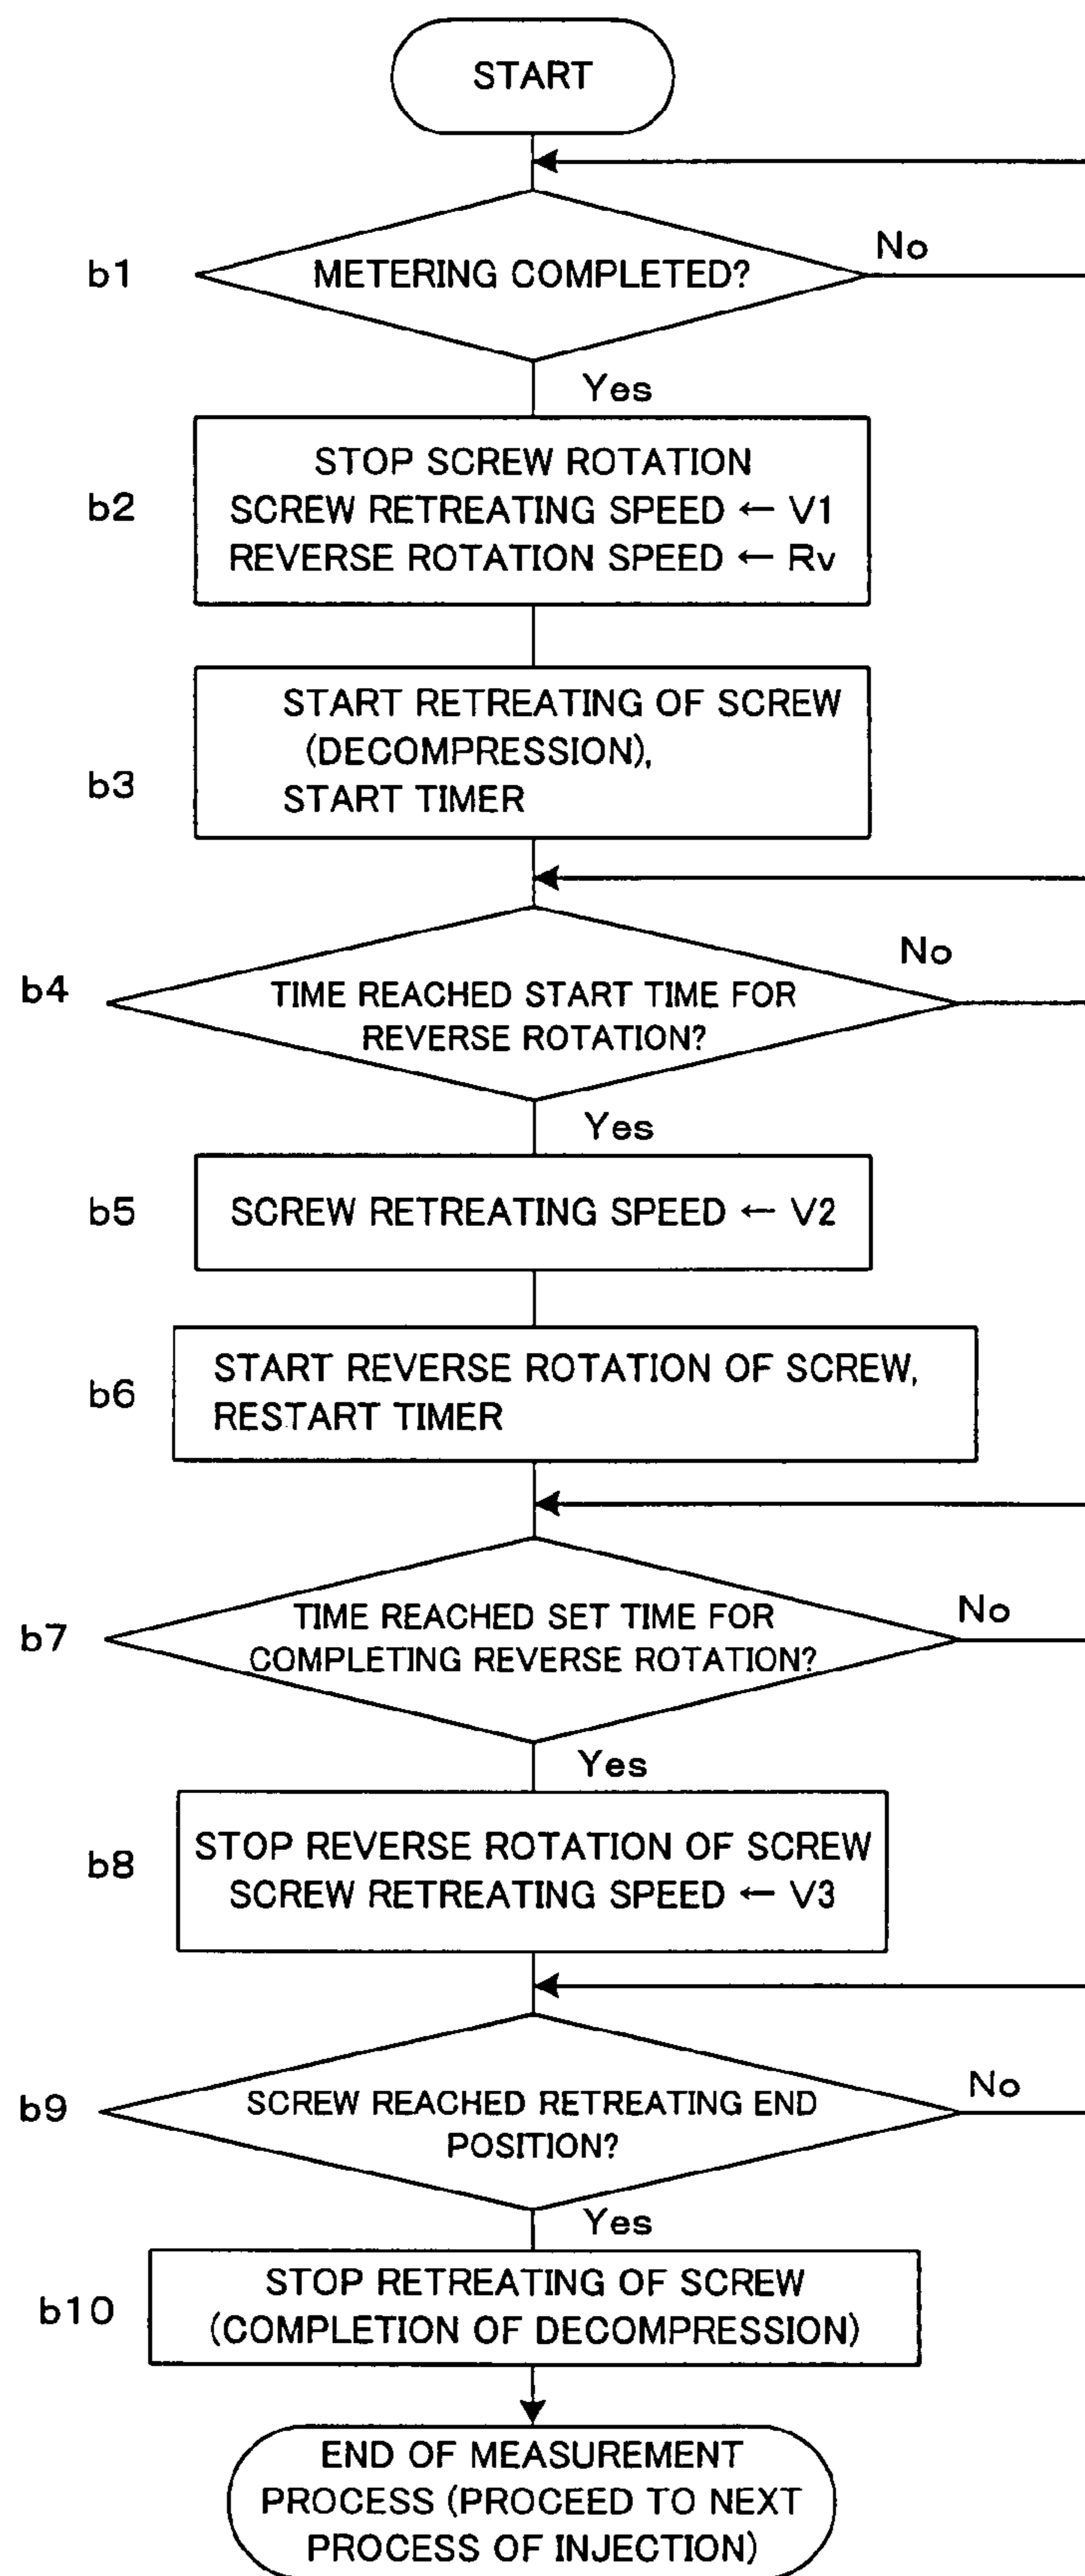 START
b1
METERING COMPLETED?
No
Yes
b2
STOP SCREW ROTATION
SCREW RETREATING SPEED ← V1
REVERSE ROTATION SPEED ← Rv
b3
START RETREATING OF SCREW
(DECOMPRESSION),
START TIMER
b4
TIME REACHED START TIME FOR
REVERSE ROTATION?
No
Yes
b5
SCREW RETREATING SPEED ← V2
b6
START REVERSE ROTATION OF SCREW,
RESTART TIMER
b7
TIME REACHED SET TIME FOR
COMPLETING REVERSE ROTATION?
No
Yes
b8
STOP REVERSE ROTATION OF SCREW
SCREW RETREATING SPEED ← V3
b9
SCREW REACHED RETREATING END
POSITION?
No
Yes
b10
STOP RETREATING OF SCREW
(COMPLETION OF DECOMPRESSION)
END OF MEASUREMENT
PROCESS (PROCEED TO NEXT
PROCESS OF INJECTION)